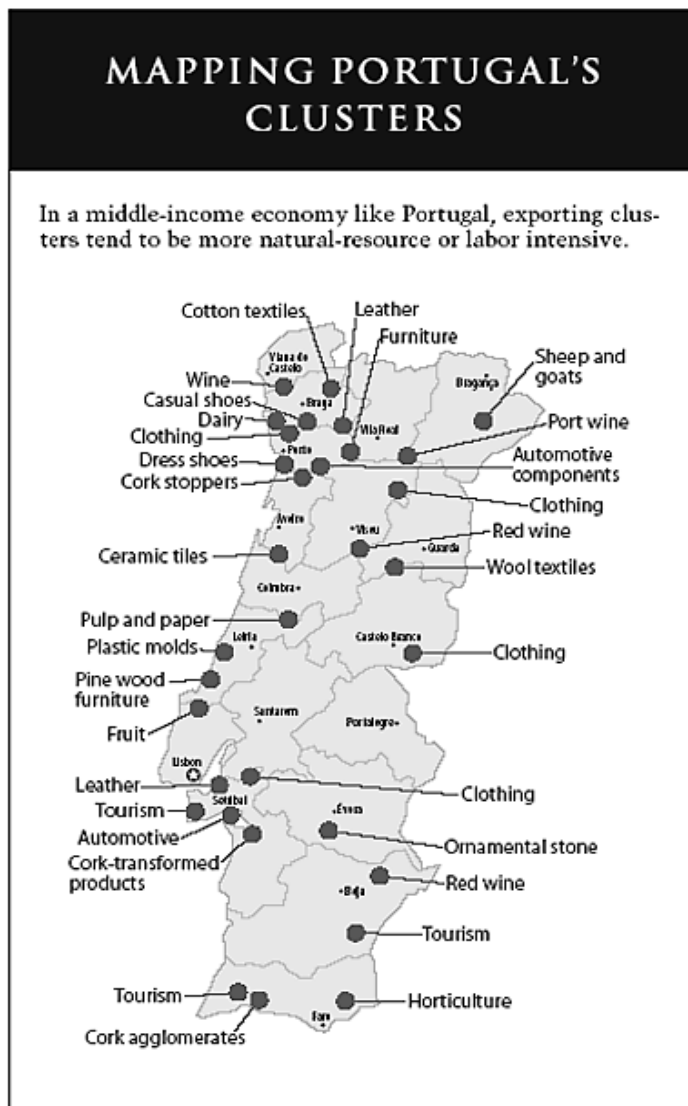 MAPPING PORTUGAL'S
CLUSTERS
In a middle-income economy like Portugal, exporting clus-
ters tend to be more natural-resource or labor intensive.
Cotton textiles
Leather
Furniture
Viana do
Castelo
Bragança
Sheep and
goats
Wine
Braga
Casual shoes
Dairy
Vila Real
Port wine
Clothing
Porto
Dress shoes
Automotive
components
Cork stoppers
Clothing
Aveiro
Viseu
Red wine
Guarda
Ceramic tiles
Wool textiles
Coimbra
Pulp and paper
Leiria
Castelo Branco
Plastic molds
Clothing
Pine wood
furniture
Santarem
Portalegre
Fruit
Lisbon
Leather
Clothing
Setúbal
Tourism
Évora
Automotive
Ornamental stone
Cork-transformed
products
Red wine
Beja
Tourism
Tourism
Horticulture
Faro
Cork agglomerates